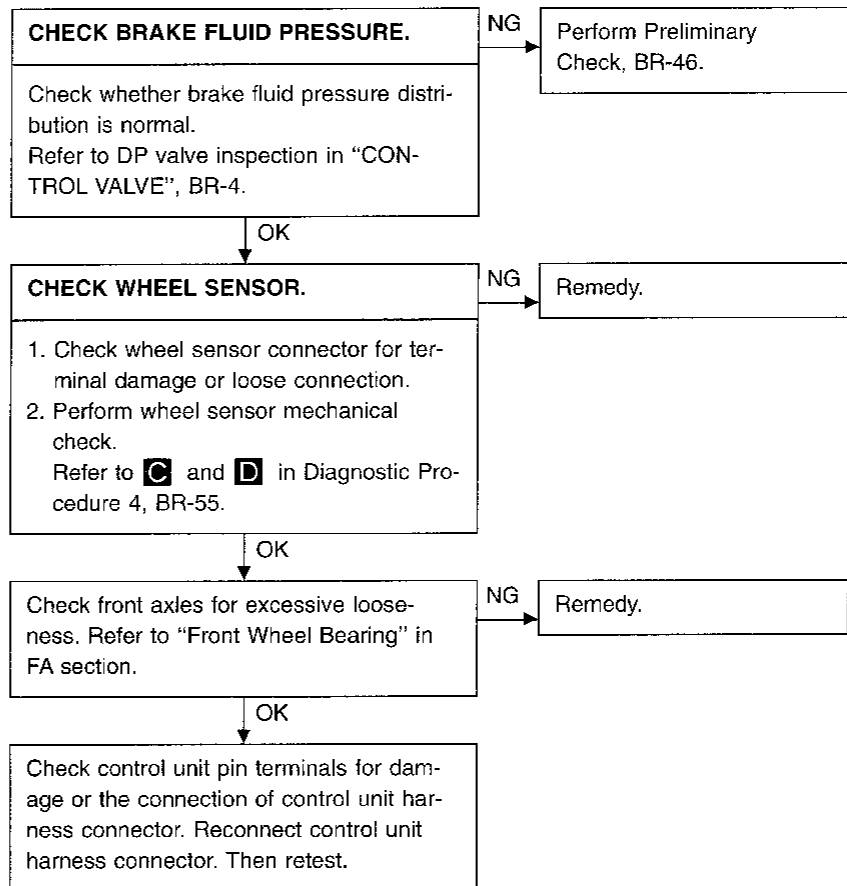 CHECK BRAKE FLUID PRESSURE.
NG
Perform Preliminary
Check, BR-46.
Check whether brake fluid pressure distri-
bution is normal.
Refer to DP valve inspection in “CON-
TROL VALVE”, BR-4.
OK
CHECK WHEEL SENSOR.
NG
Remedy.
1. Check wheel sensor connector for ter-
minal damage or loose connection.
2. Perform wheel sensor mechanical
check.
Refer to C and D in Diagnostic Pro-
cedure 4, BR-55.
OK
Check front axles for excessive loose-
ness. Refer to “Front Wheel Bearing” in
FA section.
NG
Remedy.
OK
Check control unit pin terminals for dam-
age or the connection of control unit har-
ness connector. Reconnect control unit
harness connector. Then retest.